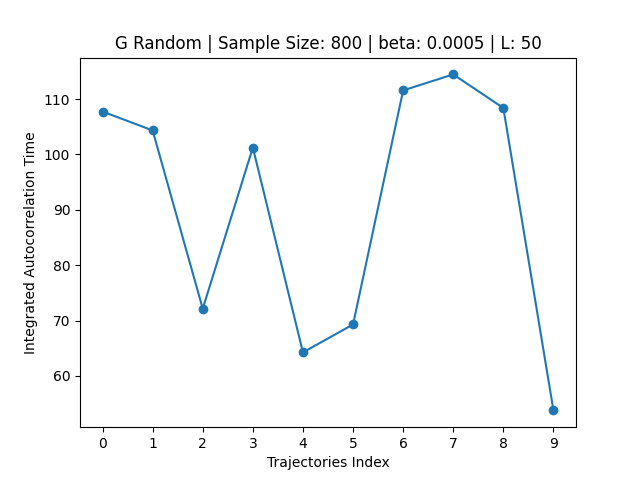 G Random | Sample Size: 800 | beta: 0.0005 | L: 50
110
100
90
80
70
60
Integrated Autocorrelation Time
0 1 2 3 4 5 6 7 8 9
Trajectories Index